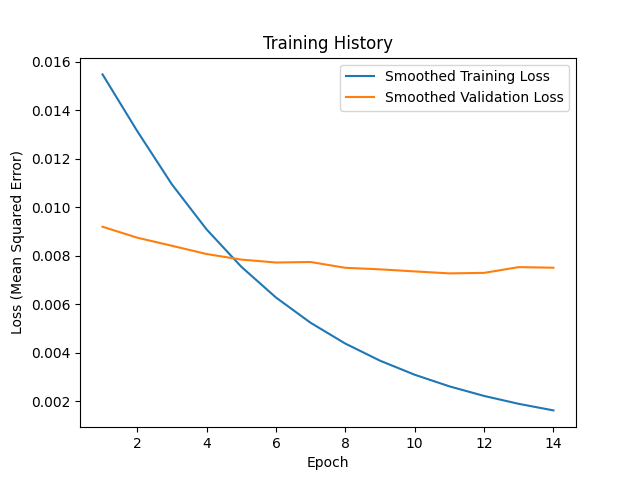 Training History
Smoothed Training Loss
Smoothed Validation Loss
Loss (Mean Squared Error)
0.016
0.014
0.012
0.010
0.008
0.006
0.004
0.002
2 4 6 8 10 12 14
Epoch